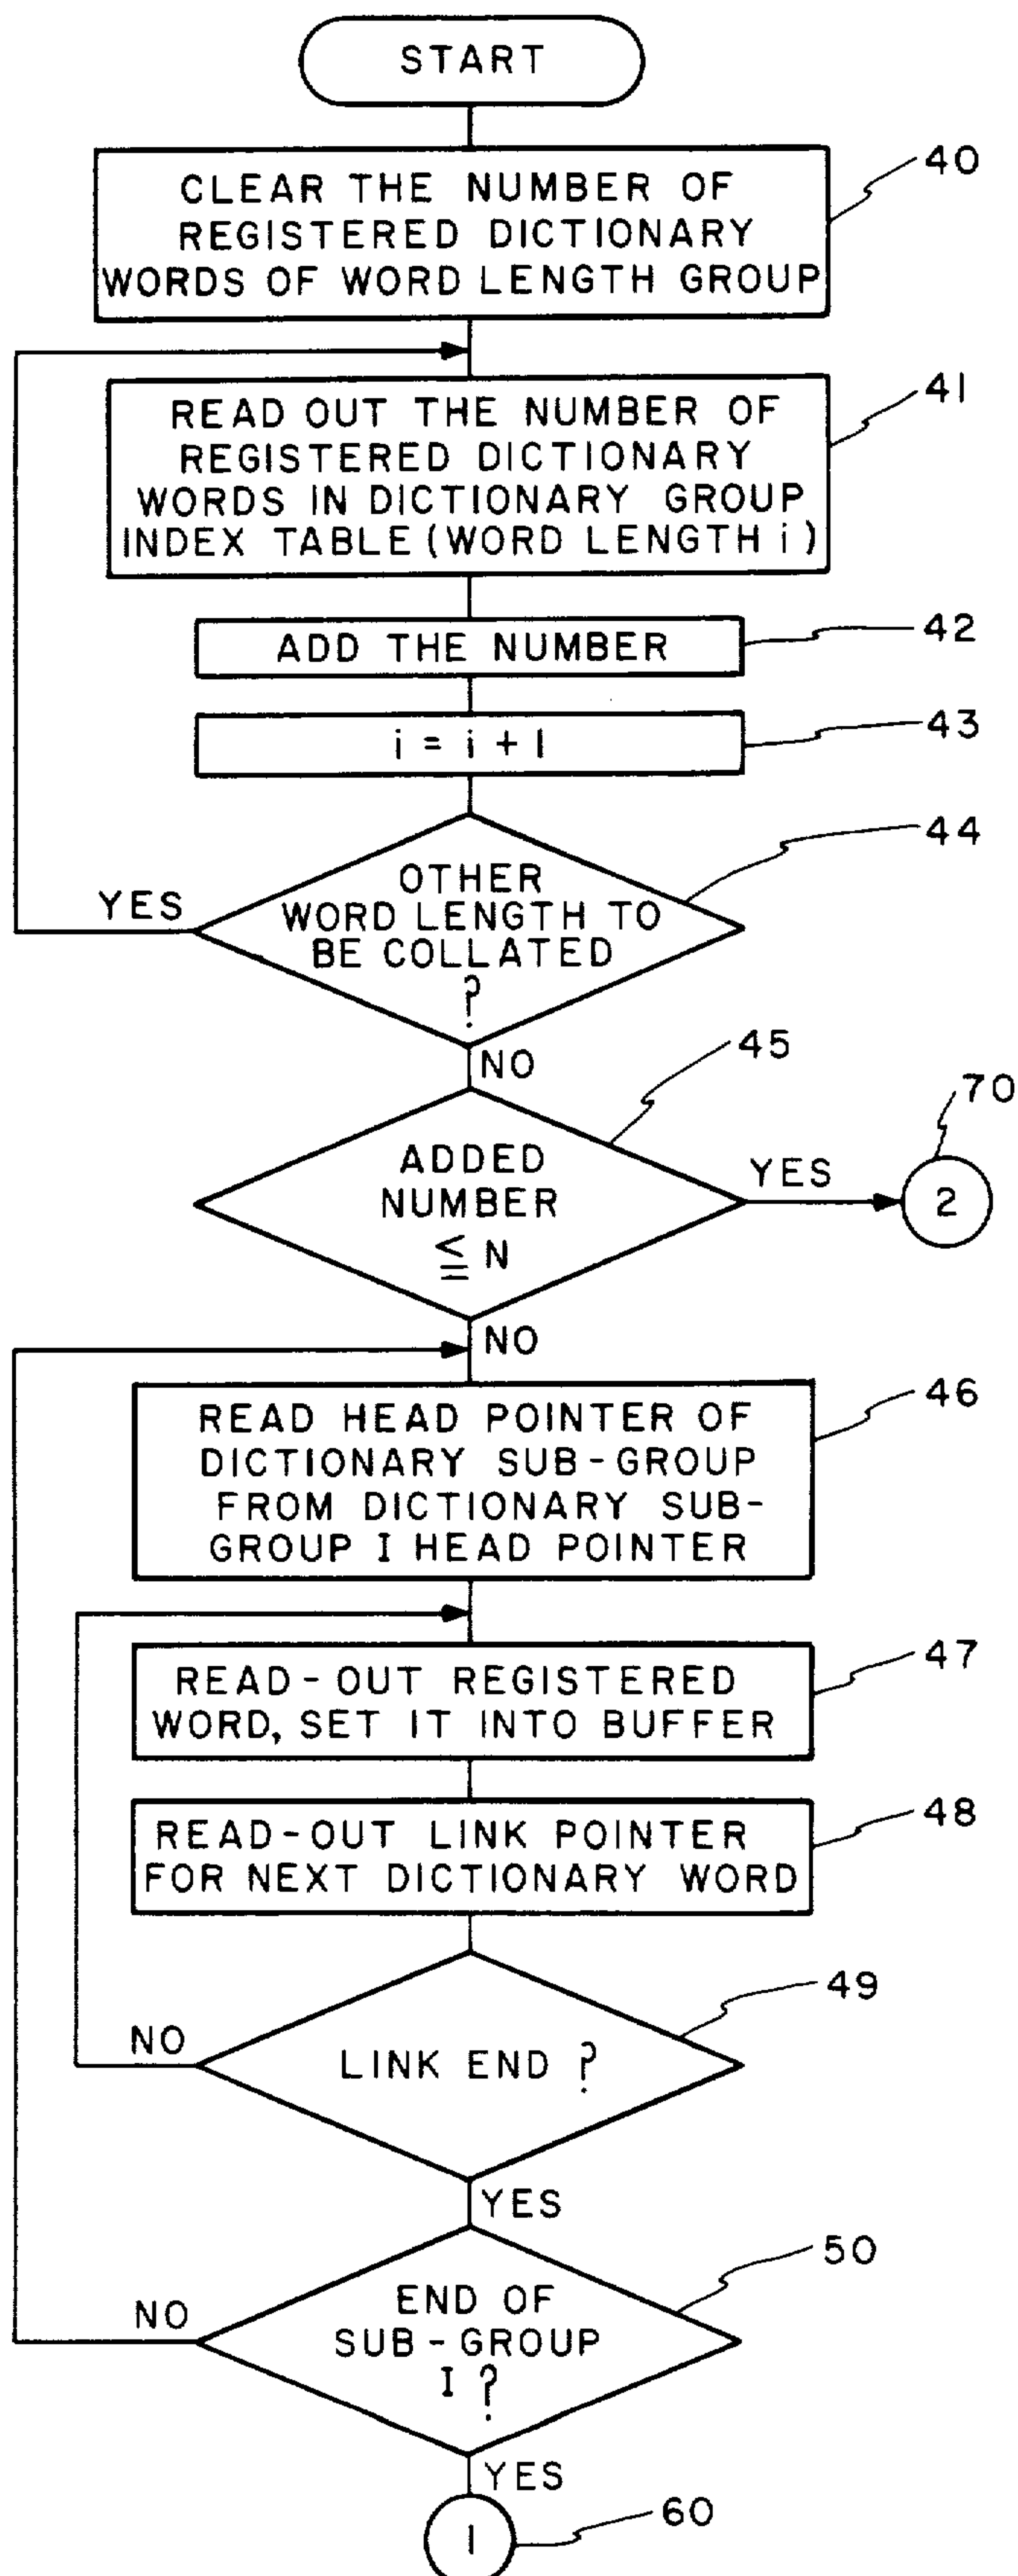 START
CLEAR THE NUMBER OF
REGISTERED DICTIONARY
WORDS OF WORD LENGTH GROUP
40
READ OUT THE NUMBER OF
REGISTERED DICTIONARY
WORDS IN DICTIONARY GROUP
INDEX TABLE (WORD LENGTH i)
41
ADD THE NUMBER
42
i = i + 1
43
OTHER
WORD LENGTH TO
BE COLLATED
?
44
YES
NO
ADDED
NUMBER
≦ N
45
YES
2
70
NO
READ HEAD POINTER OF
DICTIONARY SUB-GROUP
FROM DICTIONARY SUB-
GROUP I HEAD POINTER
46
READ-OUT REGISTERED
WORD, SET IT INTO BUFFER
47
READ-OUT LINK POINTER
FOR NEXT DICTIONARY WORD
48
LINK END ?
49
NO
YES
END OF
SUB-GROUP
I ?
50
NO
YES
1
60